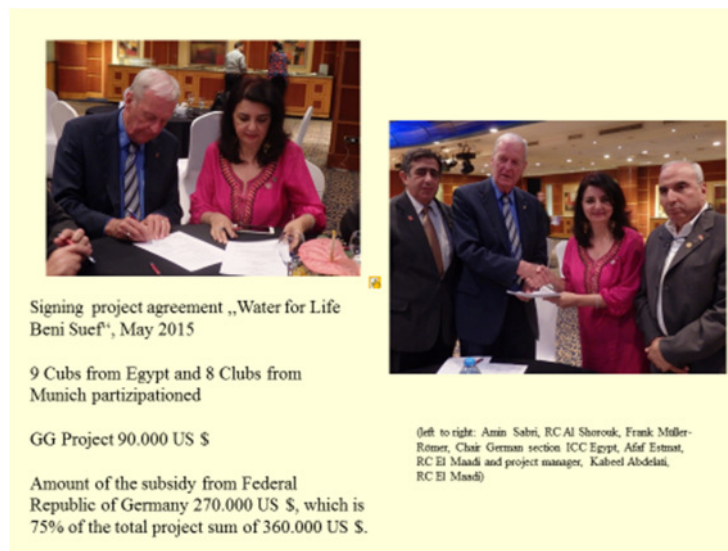 Signing project agreement „Water for Life
Beni Suef“, May 2015
9 Cubs from Egypt and 8 Clubs from
Munich partizipationed
GG Project 90.000 US $
Amount of the subsidy from Federal
Republic of Germany 270.000 US $, which is
75% of the total project sum of 360.000 US $.
(left to right: Amin Sabri, RC Al Shorouk, Frank Müller-
Römer, Chair German section ICC Egypt, Afaf Estmat,
RC El Maadi and project manager, Kabeel Abdelati,
RC El Maadi)